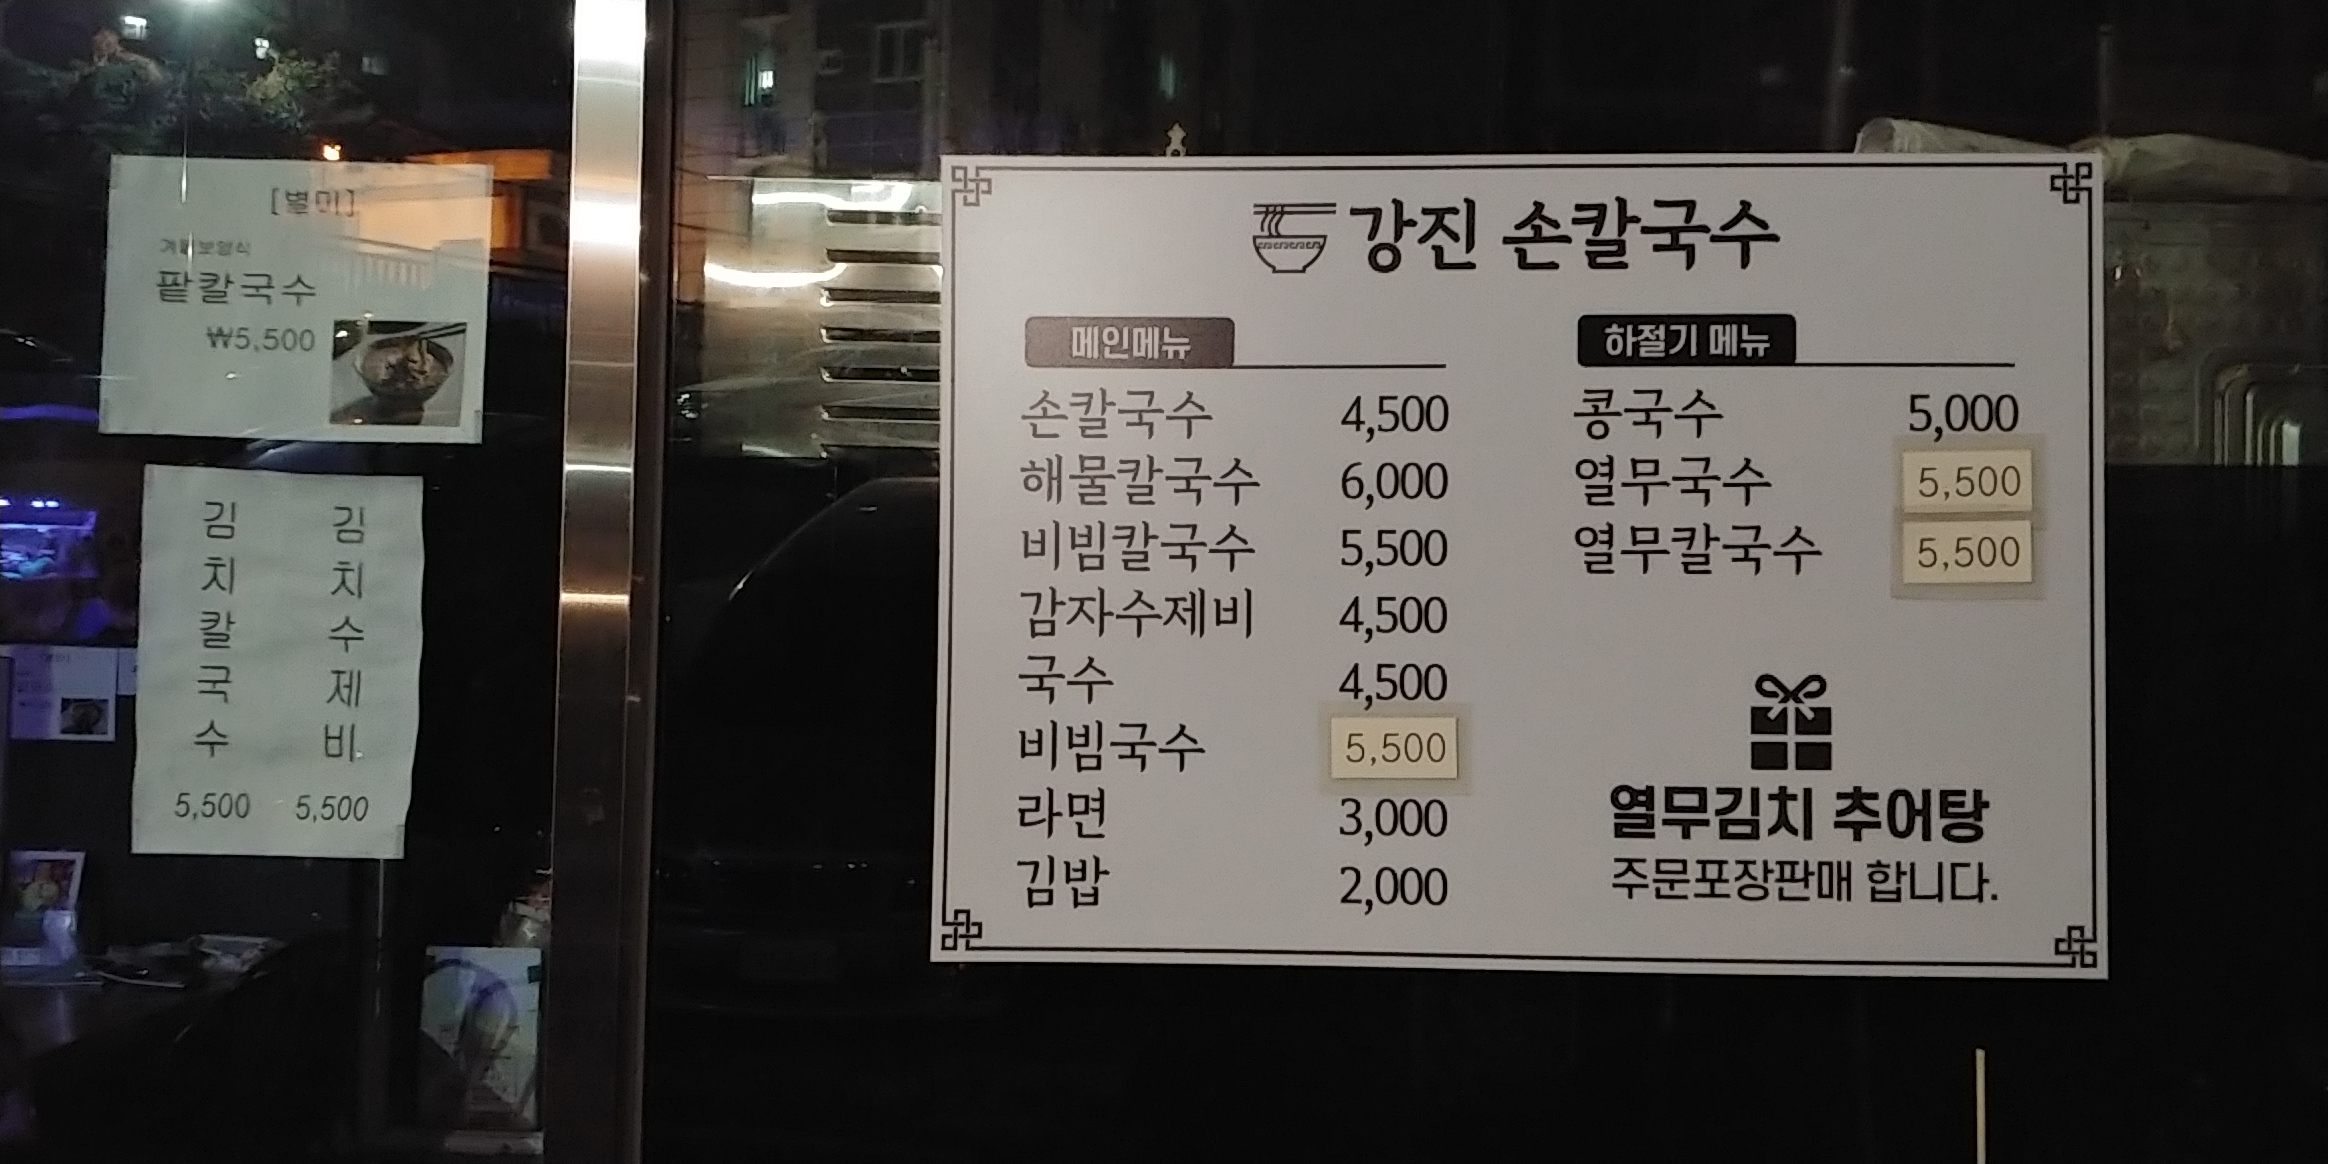 [별미]
겨울보양식
팥칼국수
₩5,500
김치칼국수 5,500
김치수제비 5,500
강진 손칼국수
메인메뉴
손칼국수 4,500
해물칼국수 6,000
비빔칼국수 5,500
감자수제비 4,500
국수 4,500
비빔국수 5,500
라면 3,000
김밥 2,000
하절기 메뉴
콩국수 5,000
열무국수 5,500
열무칼국수 5,500
열무김치 추어탕
주문포장판매 합니다.